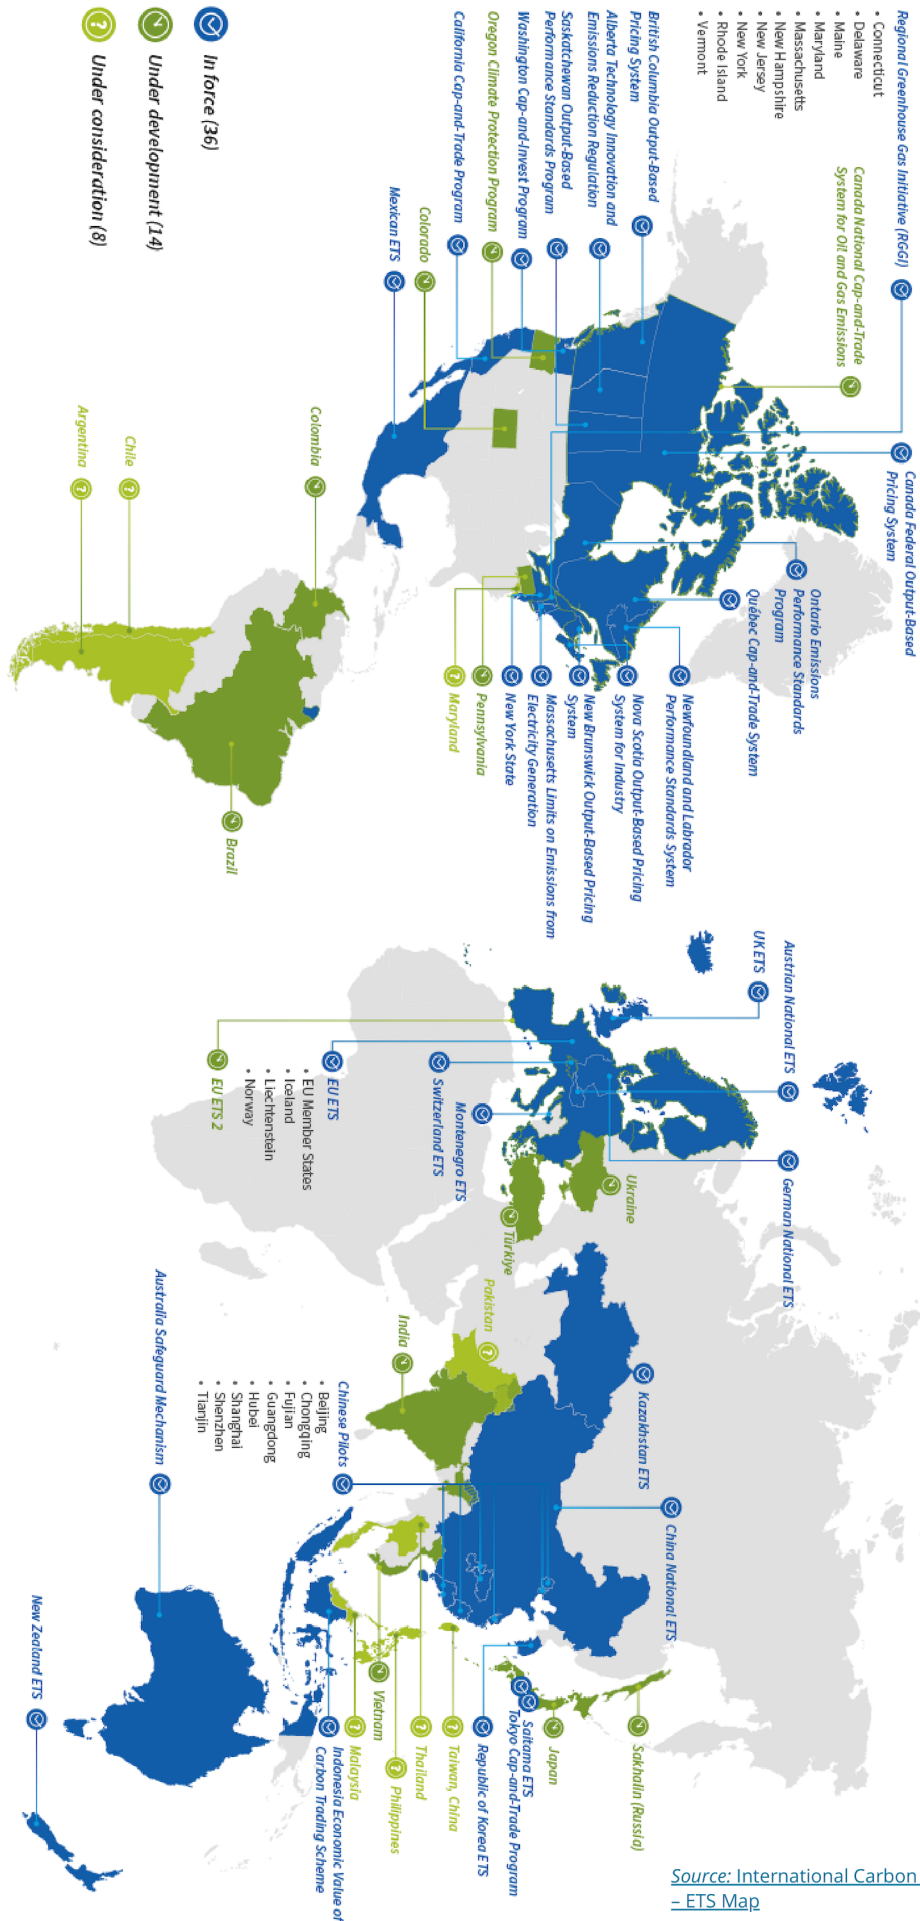 Regional Greenhouse Gas Initiative (RGGI)
• Connecticut
• Delaware
• Maine
• Maryland
• Massachusetts
• New Hampshire
• New Jersey
• New York
• Rhode Island
• Vermont
Canada National Cap-and-Trade
System for Oil and Gas Emissions
Canada Federal Output-Based
Pricing System
British Columbia Output-Based
Pricing System
Alberta Technology Innovation and
Emissions Reduction Regulation
Saskatchewan Output-Based
Performance Standards Program
Washington Cap-and-Invest Program
Oregon Climate Protection Program
California Cap-and-Trade Program
Colorado
Mexican ETS
Ontario Emissions
Performance Standards
Program
Québec Cap-and-Trade System
Newfoundland and Labrador
Performance Standards System
Nova Scotia Output-Based Pricing
System for Industry
New Brunswick Output-Based Pricing
System
Massachusetts Limits on Emissions from
Electricity Generation
New York State
Pennsylvania
Maryland
Colombia
Chile
Argentina
Brazil
In force (36)
Under development (14)
Under consideration (8)
Austrian National ETS
UK ETS
German National ETS
Ukraine
Türkiye
Montenegro ETS
Switzerland ETS
EU ETS
• EU Member States
• Iceland
• Liechtenstein
• Norway
EU ETS 2
Kazakhstan ETS
China National ETS
Pakistan
India
Chinese Pilots
• Beijing
• Chongqing
• Fujian
• Guangdong
• Hubei
• Shanghai
• Shenzhen
• Tianjin
Sakhalin (Russia)
Japan
Saitama ETS
Tokyo Cap-and-Trade Program
Republic of Korea ETS
Taiwan, China
Thailand
Philippines
Vietnam
Malaysia
Indonesia Economic Value of
Carbon Trading Scheme
Australia Safeguard Mechanism
New Zealand ETS
Source: International Carbon
– ETS Map